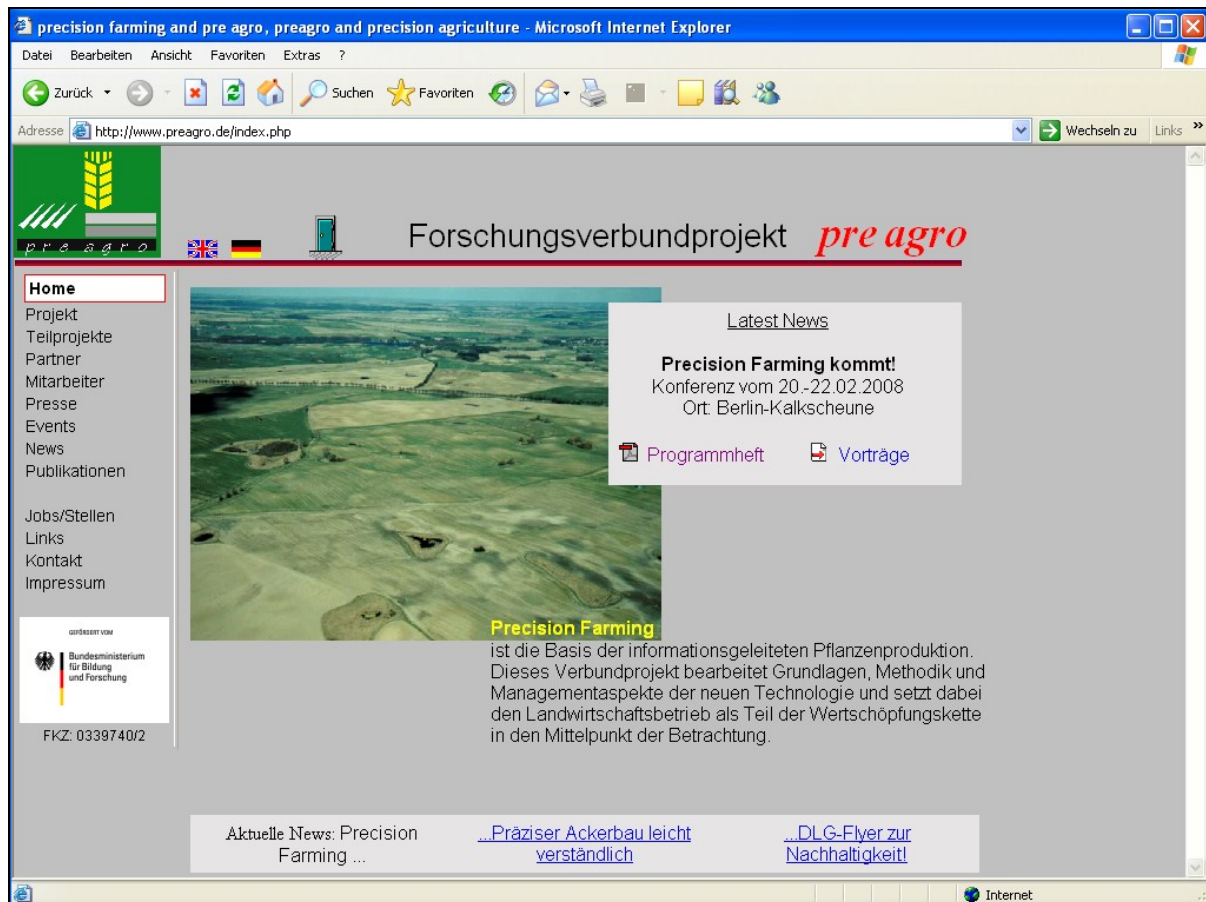 precision farming and pre agro, preagro and precision agriculture - Microsoft Internet Explorer
Datei Bearbeiten Ansicht Favoriten Extras ?
Zurück Suchen Favoriten
Adresse http://www.preagro.de/index.php Wechseln zu Links »
pre agro
Forschungsverbundprojekt pre agro
Home
Projekt
Teilprojekte
Partner
Mitarbeiter
Presse
Events
News
Publikationen
Jobs/Stellen
Links
Kontakt
Impressum
GEFÖRDERT VOM
Bundesministerium
für Bildung
und Forschung
FKZ: 0339740/2
Latest News
Precision Farming kommt!
Konferenz vom 20.-22.02.2008
Ort: Berlin-Kalkscheune
Programmheft Vorträge
Precision Farming
ist die Basis der informationsgeleiteten Pflanzenproduktion.
Dieses Verbundprojekt bearbeitet Grundlagen, Methodik und
Managementaspekte der neuen Technologie und setzt dabei
den Landwirtschaftsbetrieb als Teil der Wertschöpfungskette
in den Mittelpunkt der Betrachtung.
Aktuelle News: Precision
Farming ...
...Präziser Ackerbau leicht
verständlich
...DLG-Flyer zur
Nachhaltigkeit!
Internet